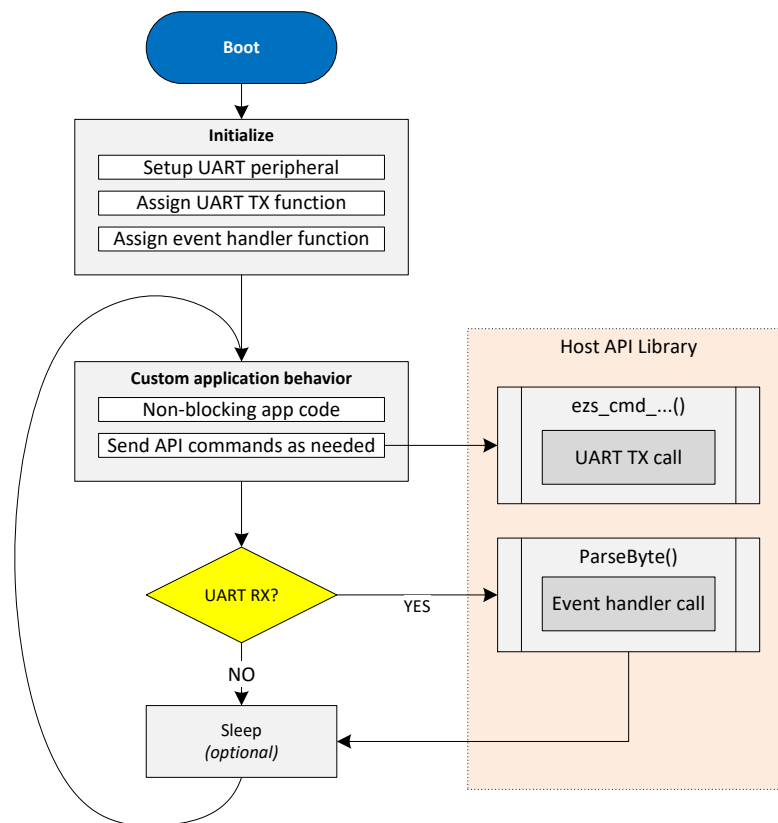 Boot
Initialize
Setup UART peripheral
Assign UART TX function
Assign event handler function
Custom application behavior
Non-blocking app code
Send API commands as needed
Host API Library
ezs_cmd_...()
UART TX call
UART RX?
YES
ParseByte()
Event handler call
NO
Sleep
(optional)